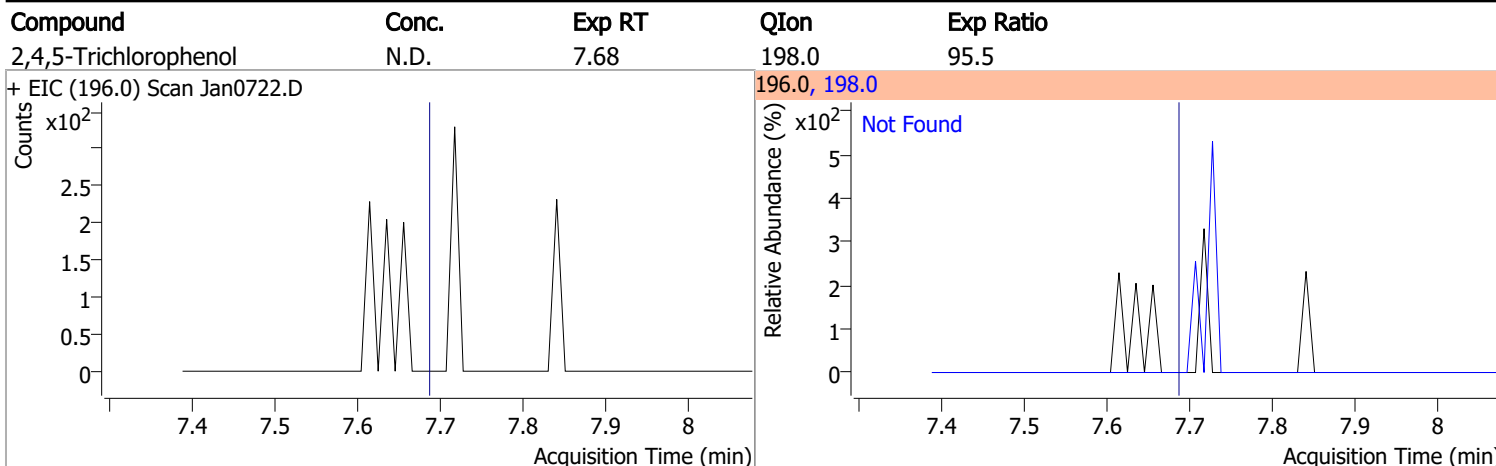 Compound Conc. Exp RT QIon Exp Ratio
2,4,5-Trichlorophenol N.D. 7.68 198.0 95.5
+ EIC (196.0) Scan Jan0722.D
Counts
x10²
2.5
2
1.5
1
0.5
0
7.4 7.5 7.6 7.7 7.8 7.9 8
Acquisition Time (min)
196.0, 198.0
Relative Abundance (%)
x10²
Not Found
5
4
3
2
1
0
7.4 7.5 7.6 7.7 7.8 7.9 8
Acquisition Time (min)